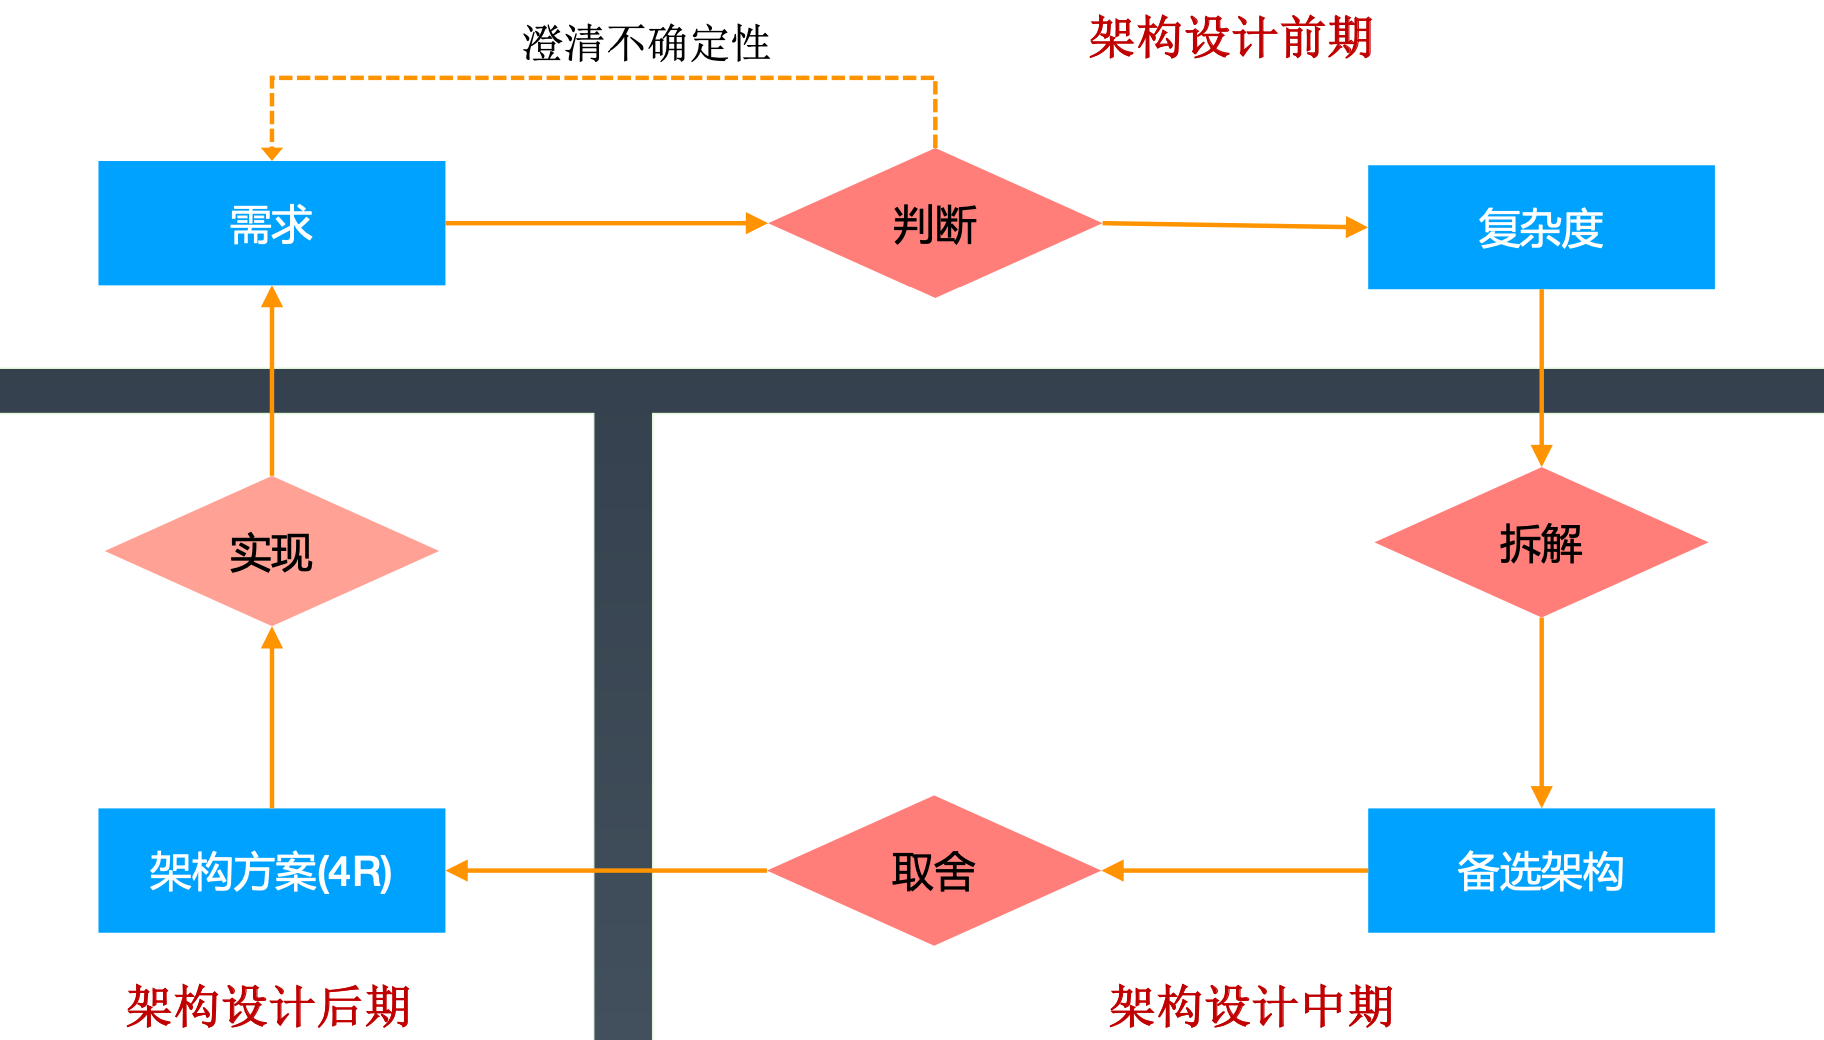 澄清不确定性
架构设计前期
需求
判断
复杂度
实现
拆解
架构方案(4R)
取舍
备选架构
架构设计后期
架构设计中期